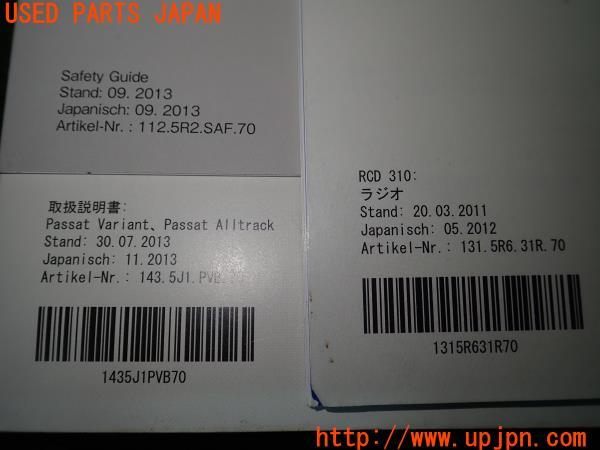 USED PARTS JAPAN
Safety Guide
Stand: 09. 2013
Japanisch: 09. 2013
Artikel-Nr. : 112.5R2.SAF.70
取扱説明書:
Passat Variant、Passat Alltrack
Stand: 30.07.2013
Japanisch: 11.2013
Artikel-Nr.: 143.5J1.PVB.70
1435J1PVB70
RCD 310:
ラジオ
Stand: 20.03.2011
Japanisch: 05.2012
Artikel-Nr.: 131.5R6.31R.70
1315R631R70
http://www.upjpn.com/